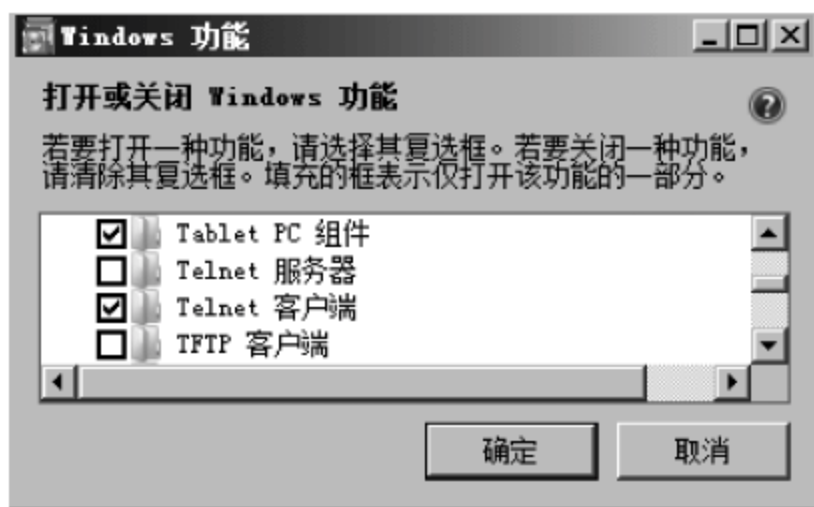 Windows 功能
打开或关闭 Windows 功能
若要打开一种功能，请选择其复选框。若要关闭一种功能，
请清除其复选框。填充的框表示仅打开该功能的一部分。
Tablet PC 组件
Telnet 服务器
Telnet 客户端
TFTP 客户端
确定 取消